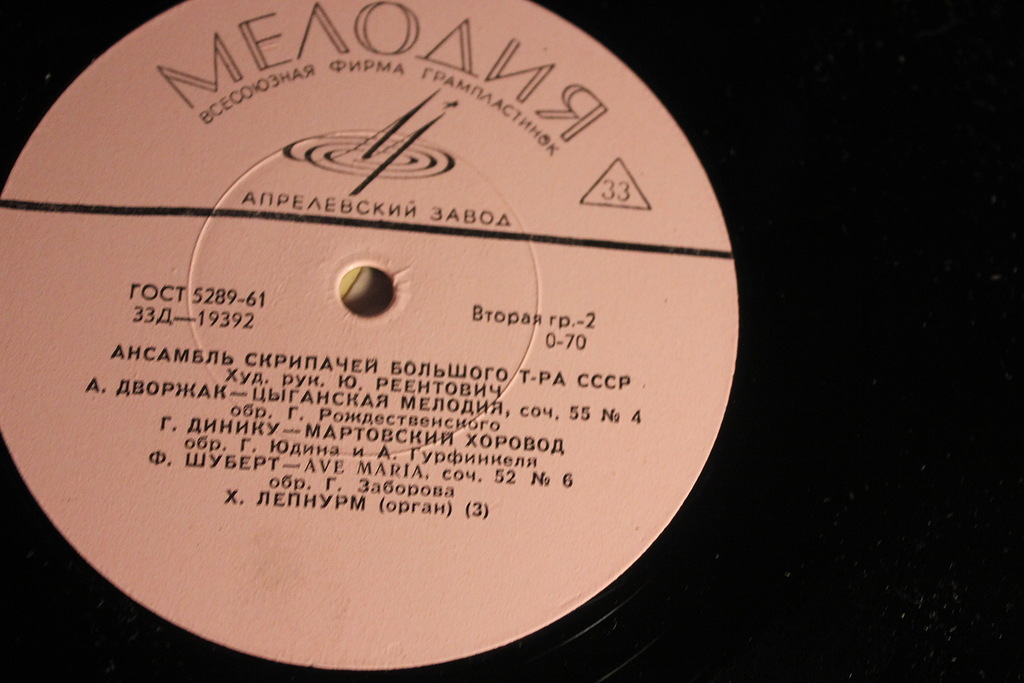 МЕЛОДИЯ
ВСЕСОЮЗНАЯ ФИРМА ГРАМПЛАСТИНОК
33
АПРЕЛЕВСКИЙ ЗАВОД
ГОСТ 5289-61
33Д—19392
Вторая гр.-2
0-70
АНСАМБЛЬ СКРИПАЧЕЙ БОЛЬШОГО Т-РА СССР
Худ. рук. Ю. РЕЕНТОВИЧ
А. ДВОРЖАК—ЦЫГАНСКАЯ МЕЛОДИЯ, соч. 55 № 4
обр. Г. Рождественского
Г. ДИНИКУ—МАРТОВСКИЙ ХОРОВОД
обр. Г. Юдина и А. Гурфинкеля
Ф. ШУБЕРТ—AVE MARIA, соч. 52 № 6
обр. Г. Заборова
Х. ЛЕПНУРМ (орган) (3)